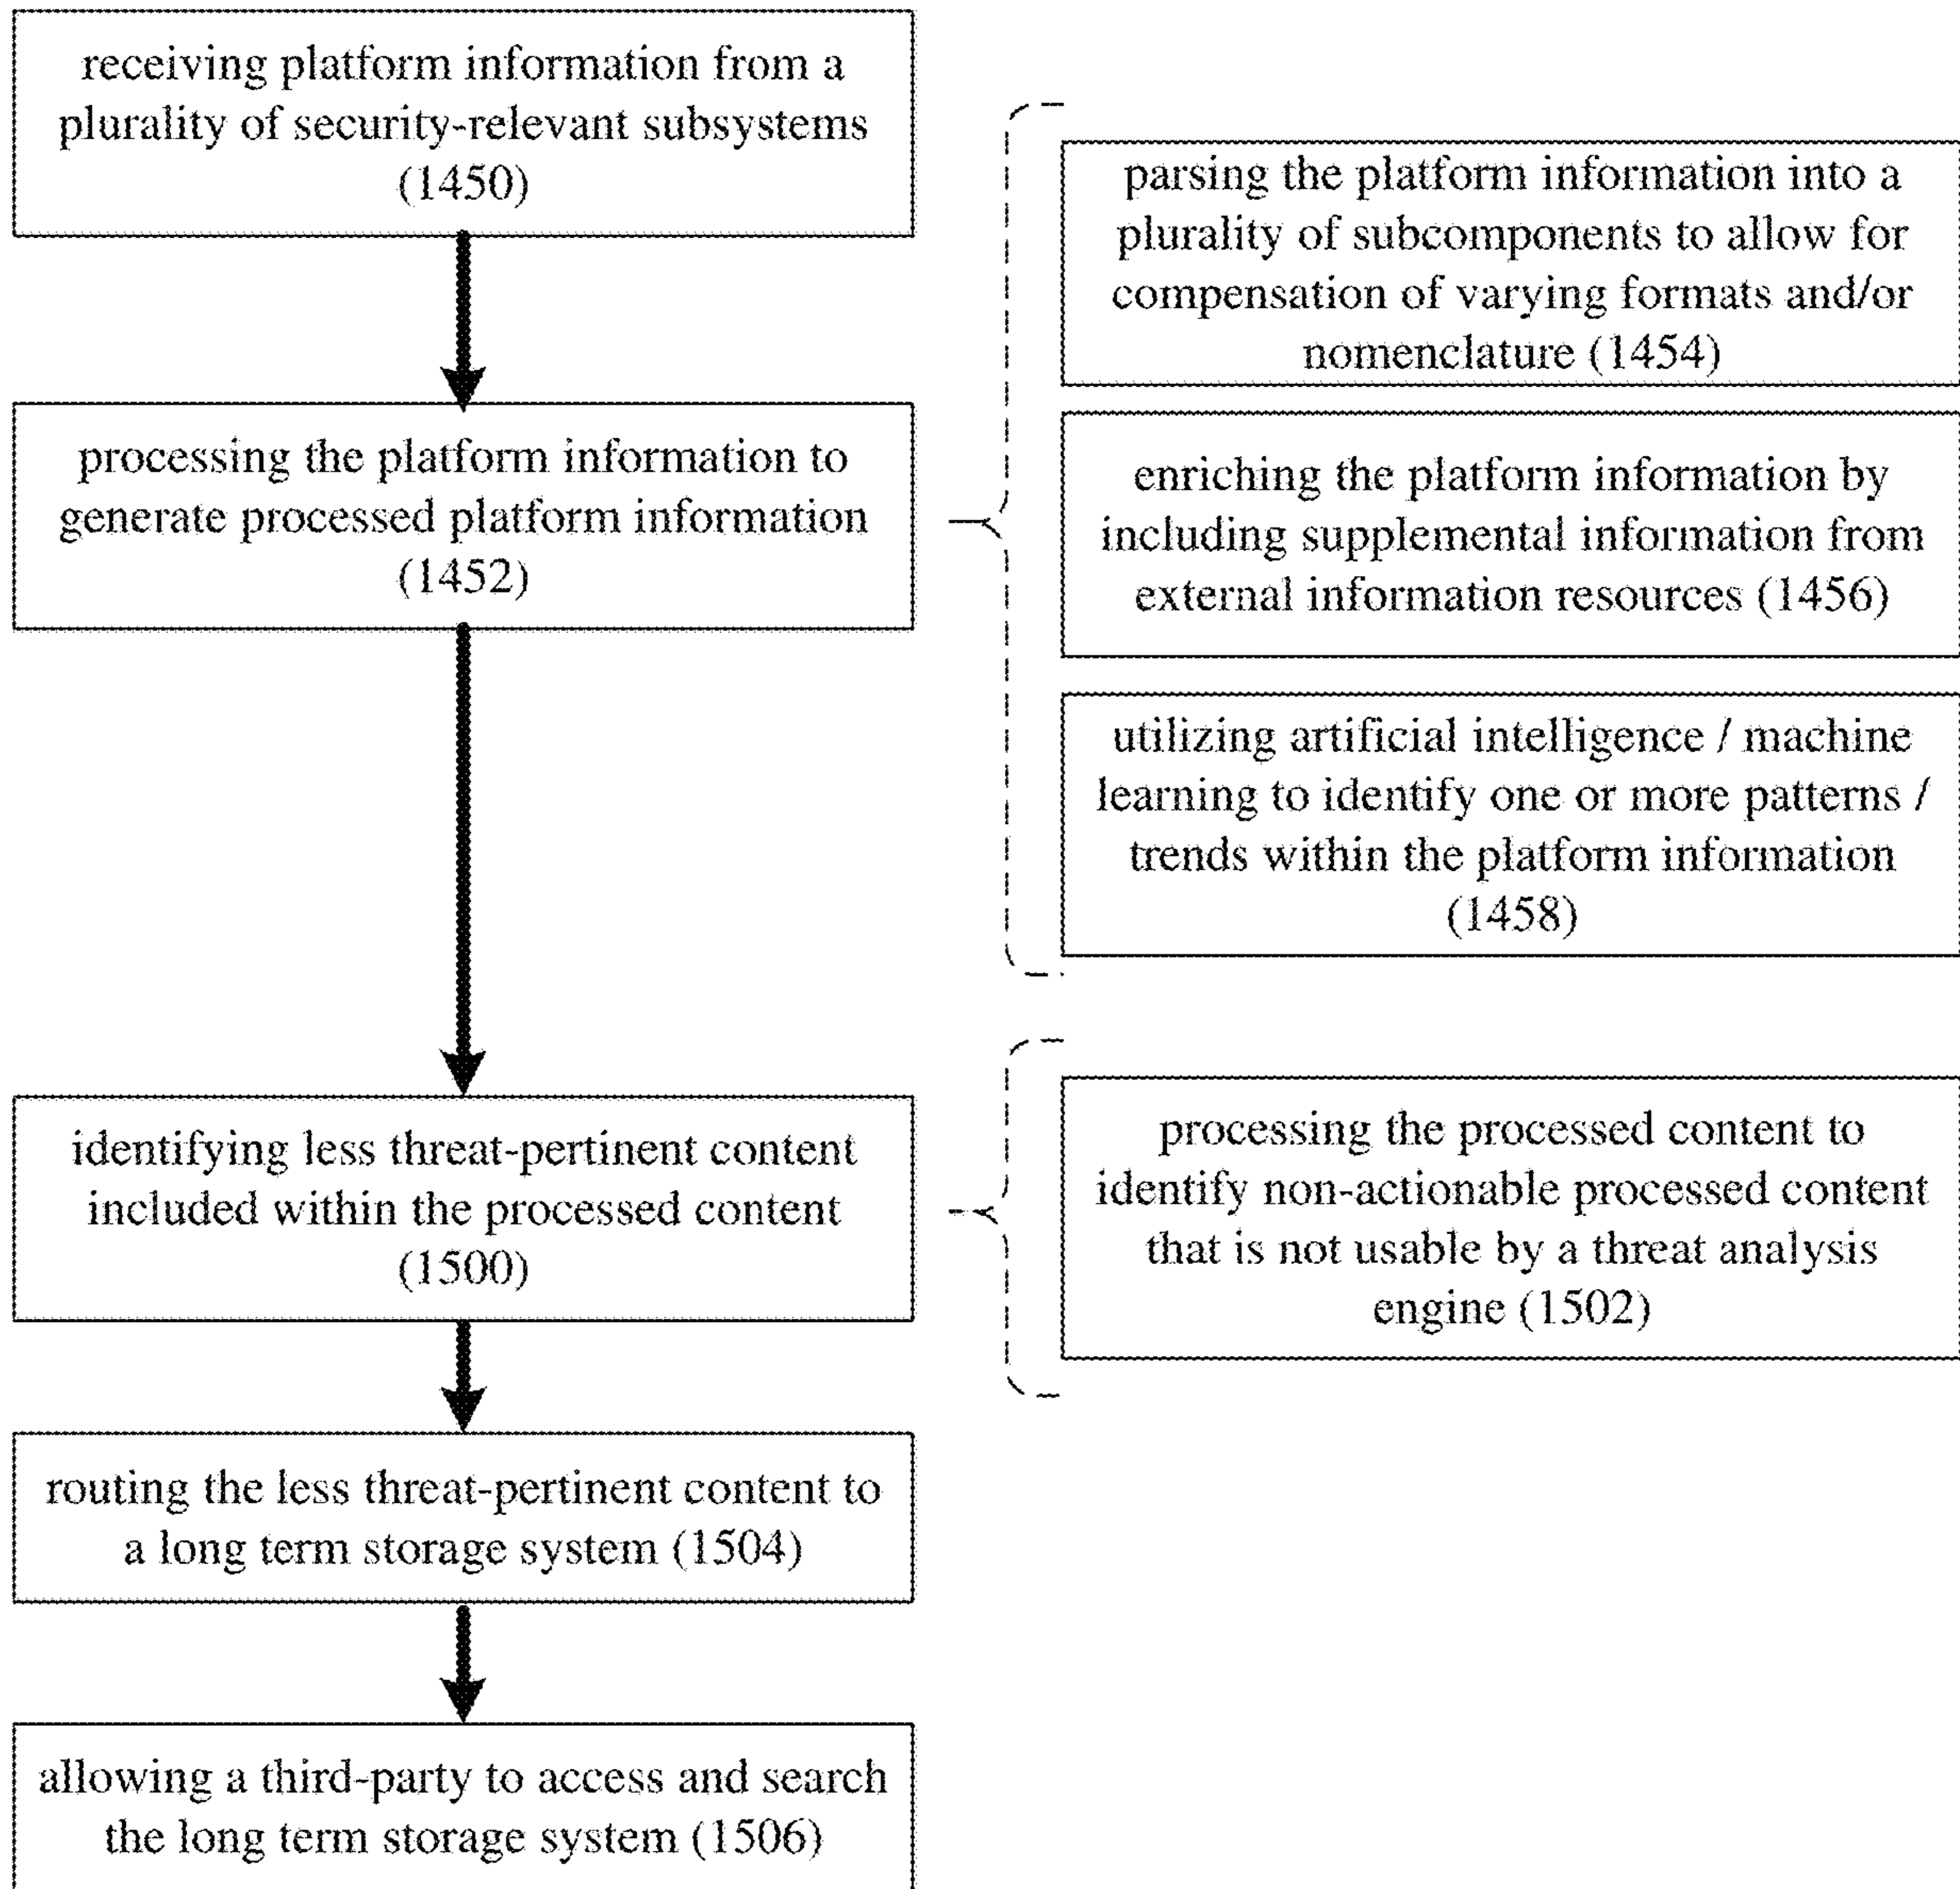 receiving platform information from a
plurality of security-relevant subsystems
(1450)
processing the platform information to
generate processed platform information
(1452)
parsing the platform information into a
plurality of subcomponents to allow for
compensation of varying formats and/or
nomenclature (1454)
enriching the platform information by
including supplemental information from
external information resources (1456)
utilizing artificial intelligence / machine
learning to identify one or more patterns /
trends within the platform information
(1458)
identifying less threat-pertinent content
included within the processed content
(1500)
processing the processed content to
identify non-actionable processed content
that is not usable by a threat analysis
engine (1502)
routing the less threat-pertinent content to
a long term storage system (1504)
allowing a third-party to access and search
the long term storage system (1506)